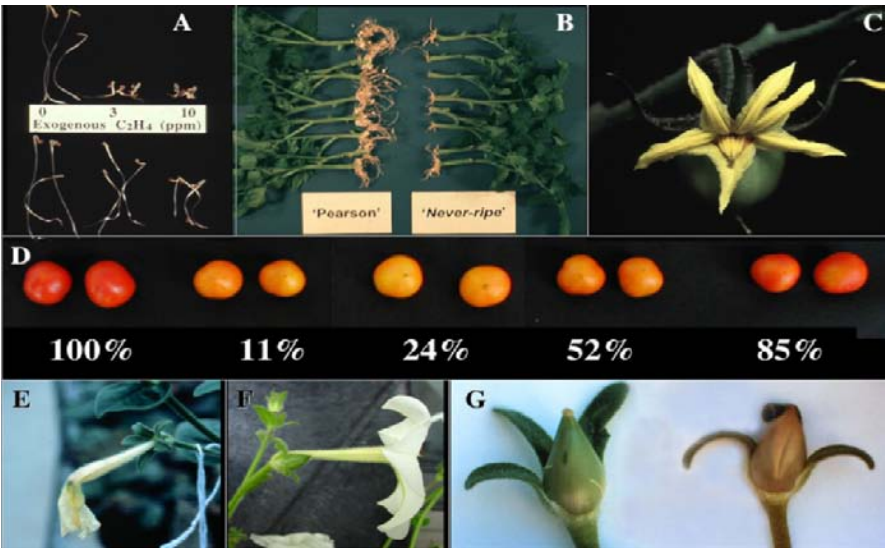 A
B
C
0 3 10
Exogenous C₂H₄ (ppm)
'Pearson'
'Never-ripe'
D
100% 11% 24% 52% 85%
E
F
G